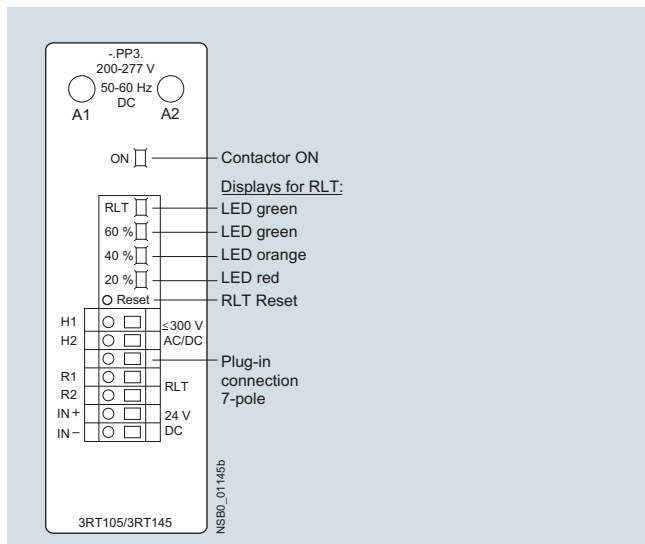 -.PP3.
200-277 V
50-60 Hz
DC
A1 A2
ON Contactor ON
Displays for RLT:
RLT LED green
60 % LED green
40 % LED orange
20 % LED red
Reset RLT Reset
H1 ≤300 V
H2 AC/DC
Plug-in
connection
7-pole
R1 RLT
R2
IN+ 24 V
IN− DC
NSB0_01145b
3RT105/3RT145